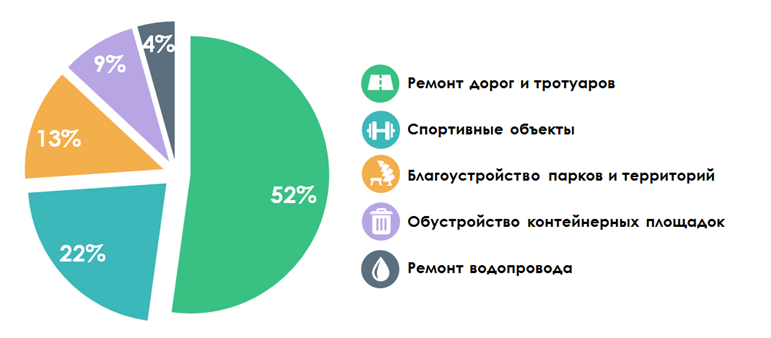 4%
9%
13%
52%
22%
Ремонт дорог и тротуаров
Спортивные объекты
Благоустройство парков и территорий
Обустройство контейнерных площадок
Ремонт водопровода